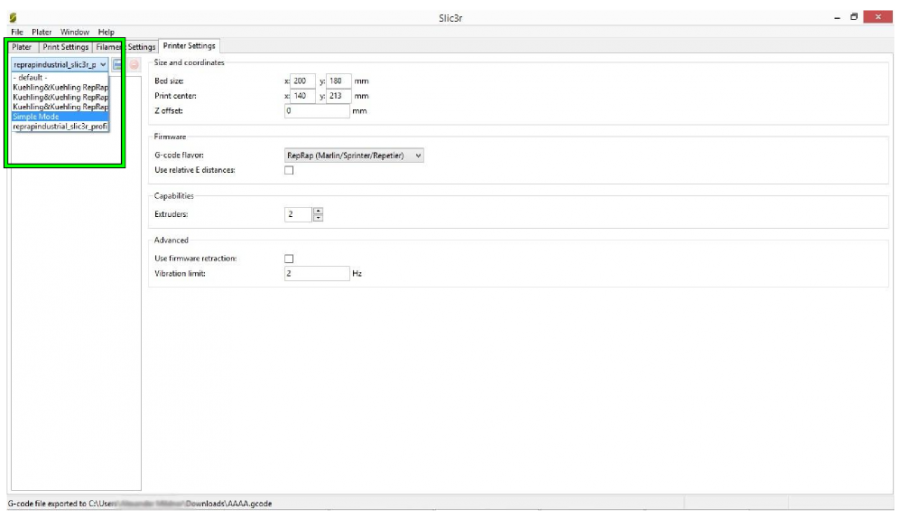 Slic3r
File Plater Window Help
Plater Print Settings Filament Settings Printer Settings
reprapindustrial_slic3r_p
- default -
Kuehling&Kuehling RepRap
Kuehling&Kuehling RepRap
Kuehling&Kuehling RepRap
Simple Mode
reprapindustrial_slic3r_profi
Size and coordinates
Bed size: x: 200 y: 180 mm
Print center: x: 140 y: 213 mm
Z offset: 0 mm
Firmware
G-code flavor: RepRap (Marlin/Sprinter/Repetier)
Use relative E distances:
Capabilities
Extruders: 2
Advanced
Use firmware retraction:
Vibration limit: 2 Hz
G-code file exported to C:\Users\ Downloads\AAAA.gcode